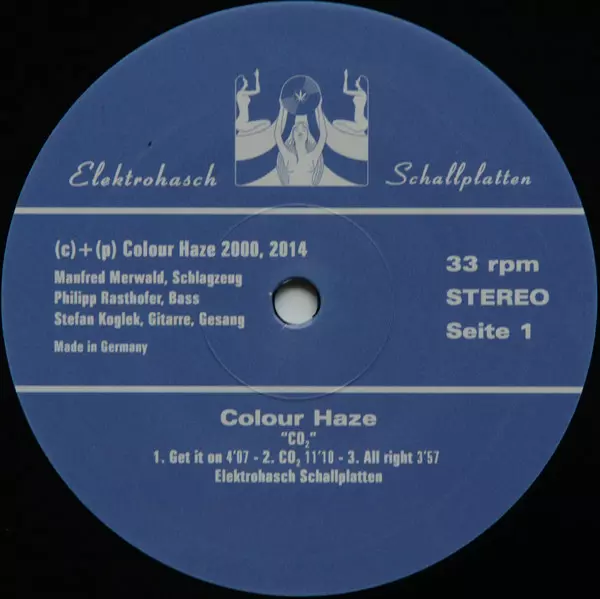 Elektrohasch Schallplatten
(c)+(p) Colour Haze 2000, 2014
Manfred Merwald, Schlagzeug
Philipp Rasthofer, Bass
Stefan Koglek, Gitarre, Gesang
Made in Germany
33 rpm
STEREO
Seite 1
Colour Haze
"CO₂"
1. Get it on 4'07 - 2. CO₂ 11'10 - 3. All right 3'57
Elektrohasch Schallplatten